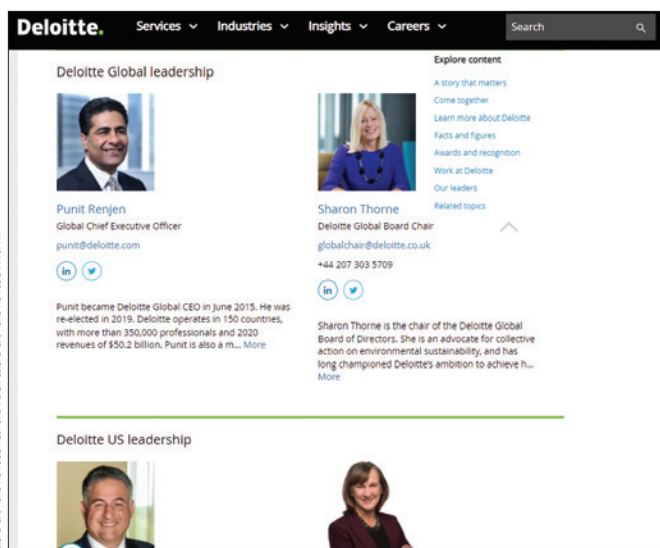 Deloitte.
Services
Industries
Insights
Careers
Search
Deloitte Global leadership
Punit Renjen
Global Chief Executive Officer
punit@deloitte.com
in
Punit became Deloitte Global CEO in June 2015. He was
re-elected in 2019. Deloitte operates in 150 countries,
with more than 350,000 professionals and 2020
revenues of $50.2 billion. Punit is also a m... More
Sharon Thorne
Deloitte Global Board Chair
globalchair@deloitte.co.uk
+44 207 303 5709
in
Sharon Thorne is the chair of the Deloitte Global
Board of Directors. She is an advocate for collective
action on environmental sustainability, and has
long championed Deloitte's ambition to achieve h...
More
Explore content
A story that matters
Come together
Learn more about Deloitte
Facts and figures
Awards and recognition
Work at Deloitte
Our leaders
Related topics
Deloitte US leadership